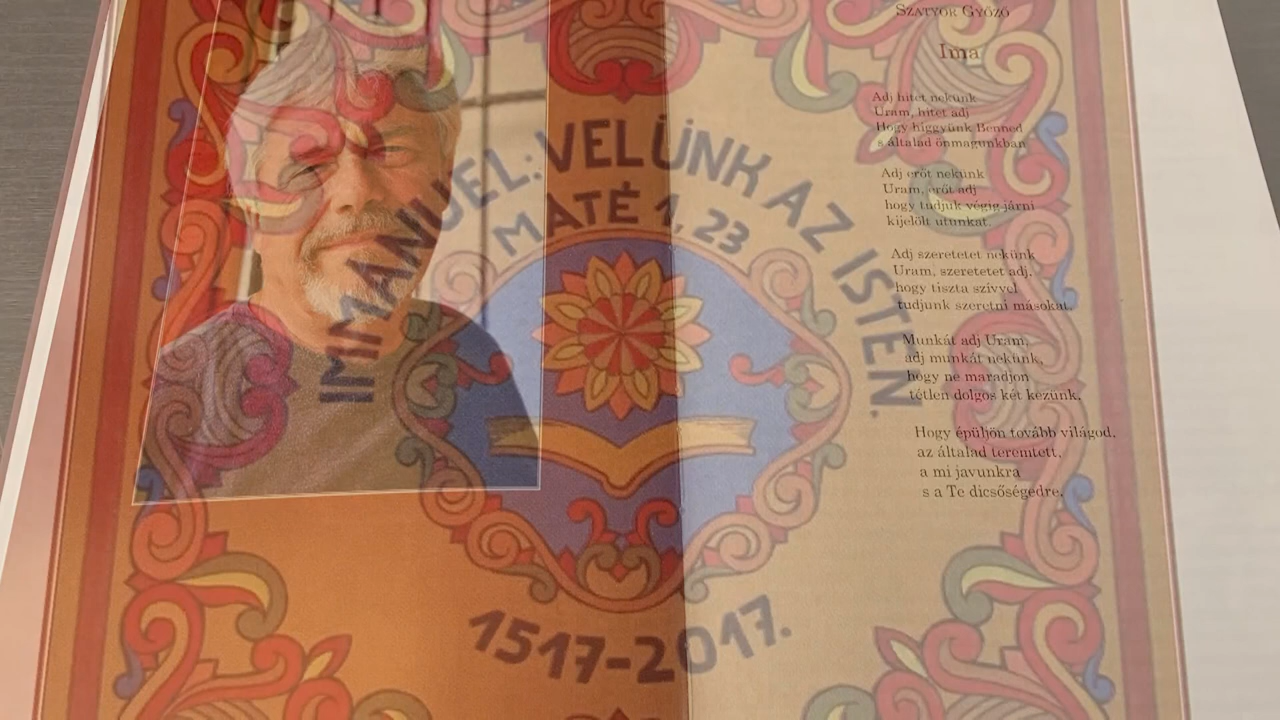 Szatyor Győző
Ima
Adj hitet nekünk
Uram, hitet adj
Hogy higgyünk Benned
s általad önmagunkban
Adj erőt nekünk
Uram, erőt adj
hogy tudjuk végig járni
kijelölt utunkat.
Adj szeretetet nekünk
Uram, szeretetet adj,
hogy tiszta szívvel
tudjunk szeretni másokat.
Munkát adj Uram,
adj munkát nekünk,
hogy ne maradjon
tétlen dolgos két kezünk.
Hogy épüljön tovább világod,
az általad teremtett,
a mi javunkra
s a Te dicsőségedre.
IMMANUEL: VELÜNK AZ ISTEN.
MÁTÉ 1, 23
1517-2017.